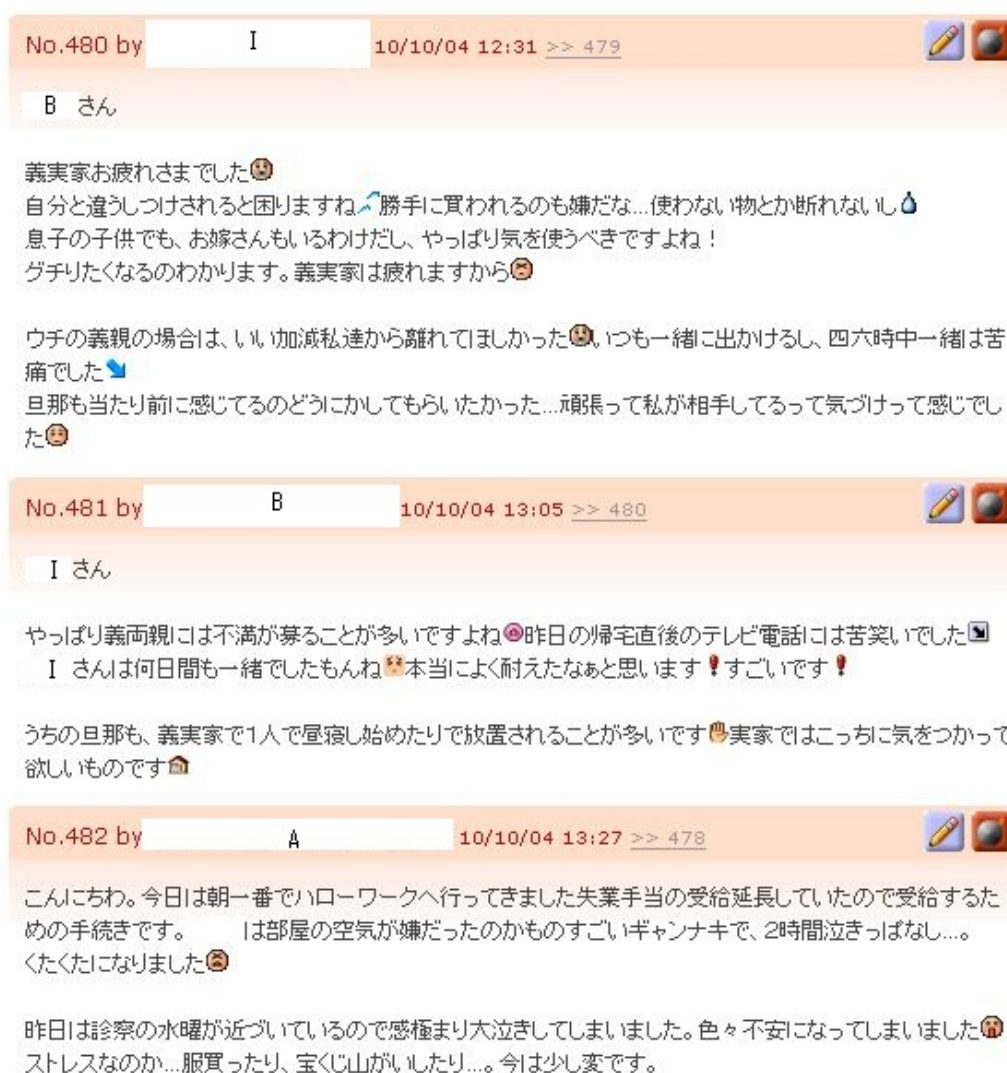 No.480 by I 10/10/04 12:31 >> 479
B さん
義実家お疲れさまでした
自分と違うしつけされると困りますね勝手に買われるのも嫌だな...使わない物とか断れないし
息子の子供でも、お嫁さんもいるわけだし、やっぱり気を使うべきですよね！
グチりたくなるのわかります。義実家は疲れますから
ウチの義親の場合は、いい加減私達から離れてほしかった、いつも一緒に出かけるし、四六時中一緒は苦
痛でした
旦那も当たり前に感じてるのどうにかしてもらいたかった...頑張って私が相手してるって気づけって感じでし
た
No.481 by B 10/10/04 13:05 >> 480
I さん
やっぱり義両親には不満が募ることが多いですよね昨日の帰宅直後のテレビ電話には苦笑いでした
I さんは何日間も一緒でしたもんね本当によく耐えたなぁと思います❗すごいです❗
うちの旦那も、義実家で1人で昼寝し始めたりで放置されることが多いです実家ではこっちに気をつかって
欲しいものです
No.482 by A 10/10/04 13:27 >> 478
こんにちわ。今日は朝一番でハローワークへ行ってきました失業手当の受給延長していたので受給するた
めの手続きです。 は部屋の空気が嫌だったのかものすごいギャンナキで、2時間泣きっぱなし...。
くたくたになりました
昨日は診察の水曜が近づいているので感極まり大泣きしてしまいました。色々不安になってしまいました
ストレスなのか...服買ったり、宝くじ山がいしたり...。今は少し変です。